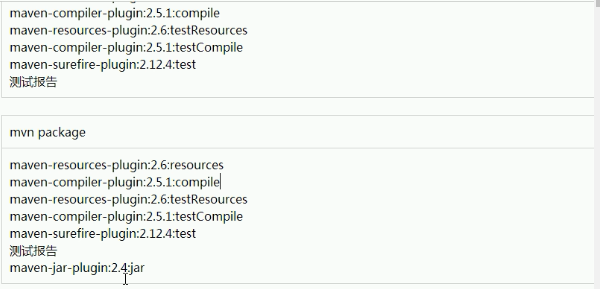 maven-compiler-plugin:2.5.1:compile
maven-resources-plugin:2.6:testResources
maven-compiler-plugin:2.5.1:testCompile
maven-surefire-plugin:2.12.4:test
测试报告
mvn package
maven-resources-plugin:2.6:resources
maven-compiler-plugin:2.5.1:compile
maven-resources-plugin:2.6:testResources
maven-compiler-plugin:2.5.1:testCompile
maven-surefire-plugin:2.12.4:test
测试报告
maven-jar-plugin:2.4:jar